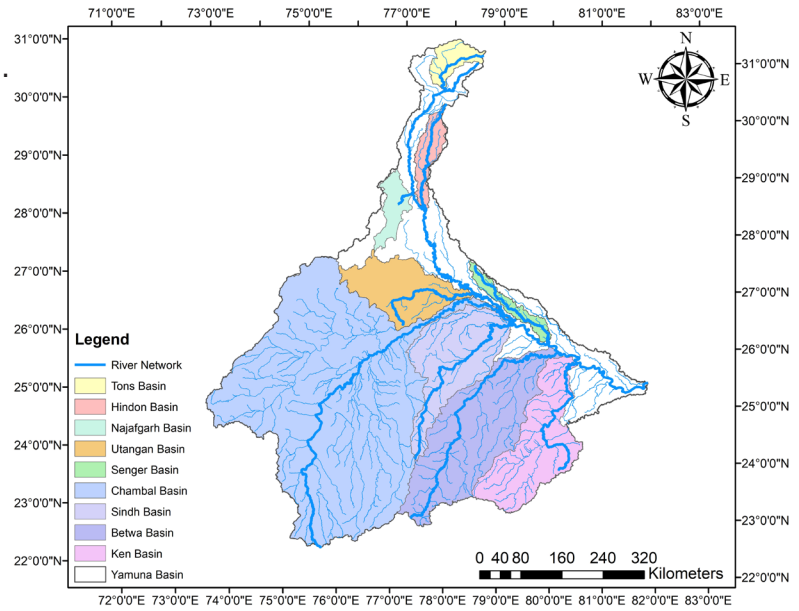 71°0'0"E 73°0'0"E 75°0'0"E 77°0'0"E 79°0'0"E 81°0'0"E 83°0'0"E
N
W E
S
31°0'0"N
30°0'0"N
29°0'0"N
28°0'0"N
27°0'0"N
26°0'0"N
25°0'0"N
24°0'0"N
23°0'0"N
22°0'0"N
31°0'0"N
30°0'0"N
29°0'0"N
28°0'0"N
27°0'0"N
26°0'0"N
25°0'0"N
24°0'0"N
23°0'0"N
22°0'0"N
Legend
River Network
Tons Basin
Hindon Basin
Najafgarh Basin
Utangan Basin
Senger Basin
Chambal Basin
Sindh Basin
Betwa Basin
Ken Basin
Yamuna Basin
0 40 80 160 240 320
Kilometers
72°0'0"E 74°0'0"E 75°0'0"E 76°0'0"E 77°0'0"E 78°0'0"E 79°0'0"E 80°0'0"E 82°0'0"E 83°0'0"E